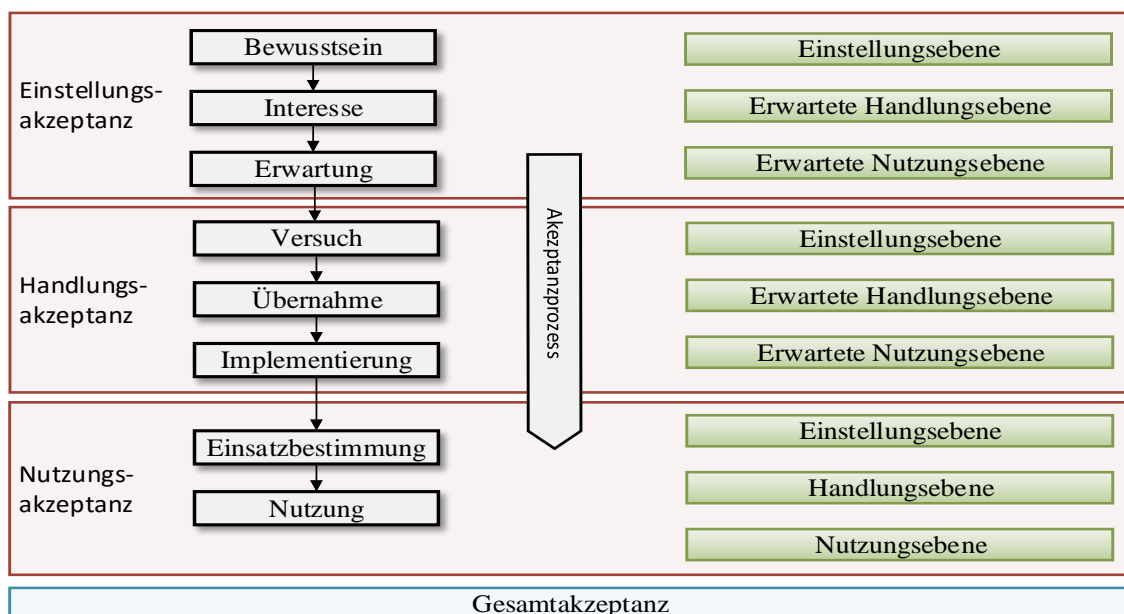 Einstellungs-
akzeptanz
Bewusstsein
Interesse
Erwartung
Einstellungsebene
Erwartete Handlungsebene
Erwartete Nutzungsebene
Akezptanzprozess
Handlungs-
akzeptanz
Versuch
Übernahme
Implementierung
Einstellungsebene
Erwartete Handlungsebene
Erwartete Nutzungsebene
Nutzungs-
akzeptanz
Einsatzbestimmung
Nutzung
Einstellungsebene
Handlungsebene
Nutzungsebene
Gesamtakzeptanz